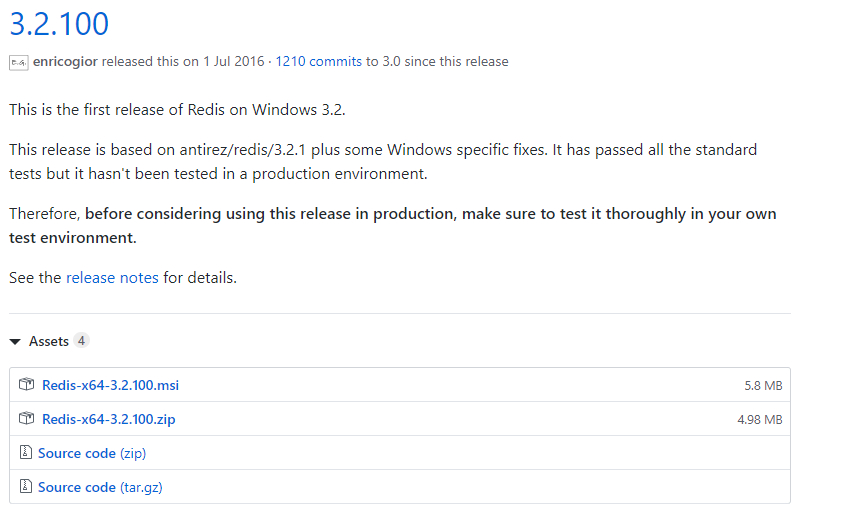 3.2.100
enricogior released this on 1 Jul 2016 · 1210 commits to 3.0 since this release
This is the first release of Redis on Windows 3.2.
This release is based on antirez/redis/3.2.1 plus some Windows specific fixes. It has passed all the standard
tests but it hasn't been tested in a production environment.
Therefore, before considering using this release in production, make sure to test it thoroughly in your own
test environment.
See the release notes for details.
Assets 4
Redis-x64-3.2.100.msi 5.8 MB
Redis-x64-3.2.100.zip 4.98 MB
Source code (zip)
Source code (tar.gz)